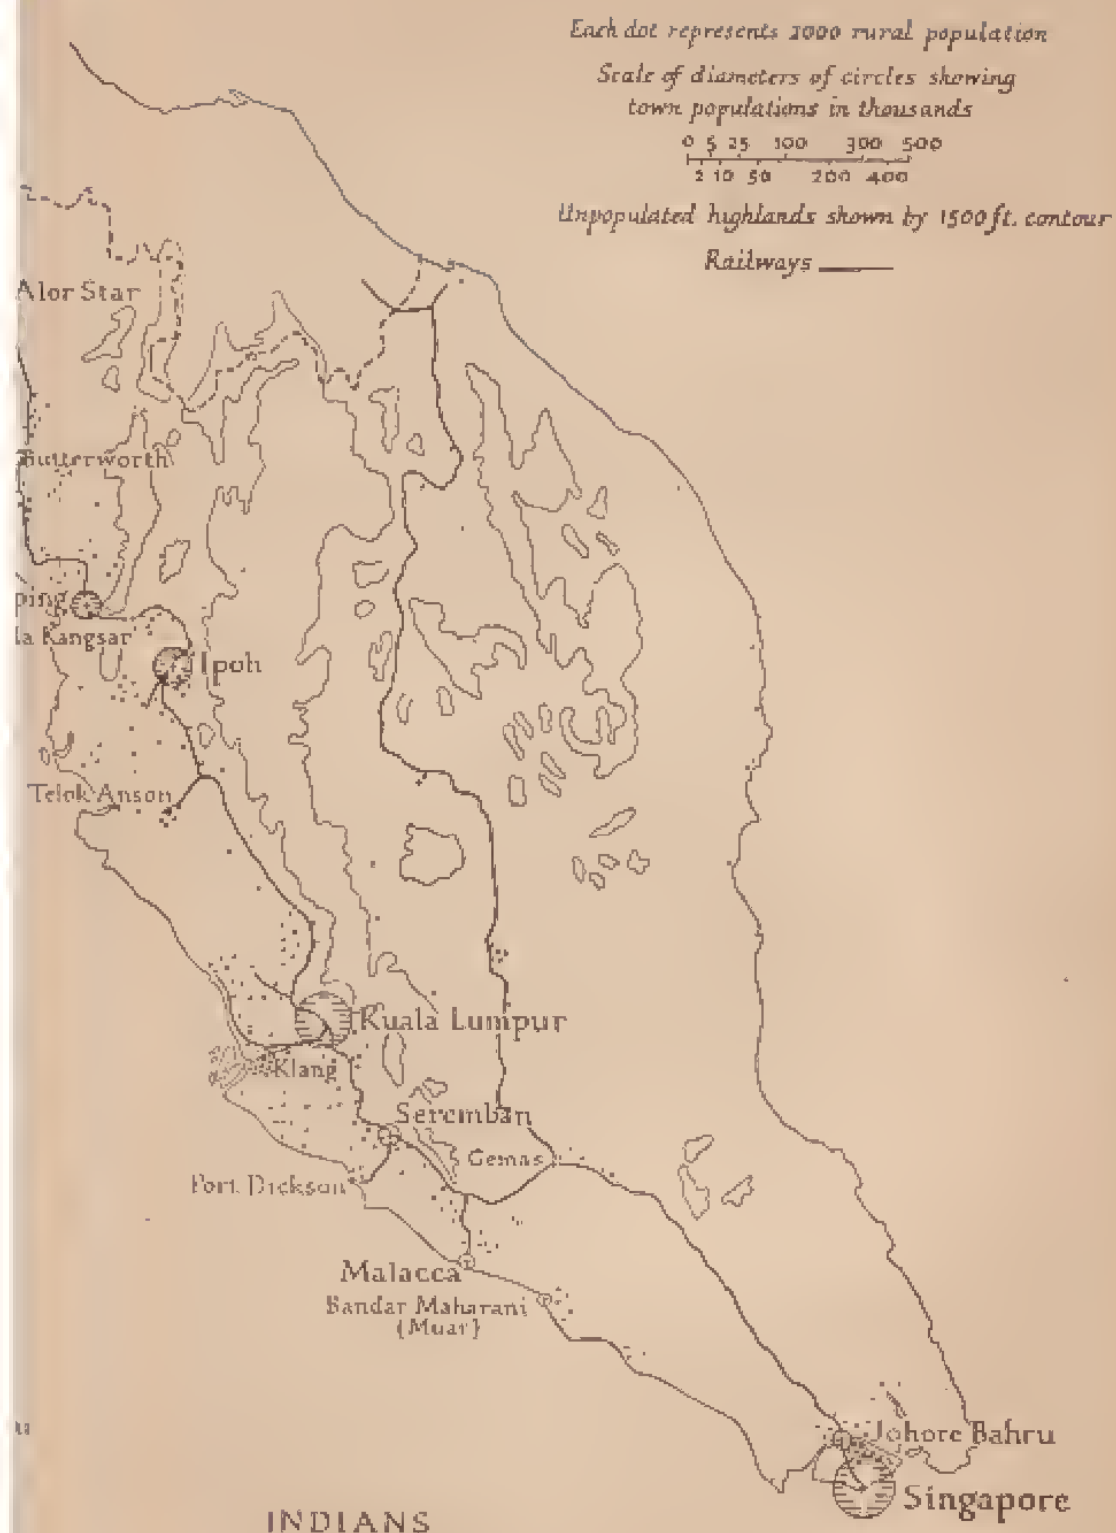 Each dot represents 1000 rural population
Scale of diameters of circles showing
town populations in thousands
0 5 25 100 300 500
2 10 50 200 400
Unpopulated highlands shown by 1500 ft. contour
Railways
Alor Star
Butterworth
ping
la Kangsar
Ipoh
Telok Anson
Kuala Lumpur
Klang
Seremban
Gemas
Port Dickson
Malacca
Bandar Maharani
(Muar)
Johore Bahru
Singapore
INDIANS